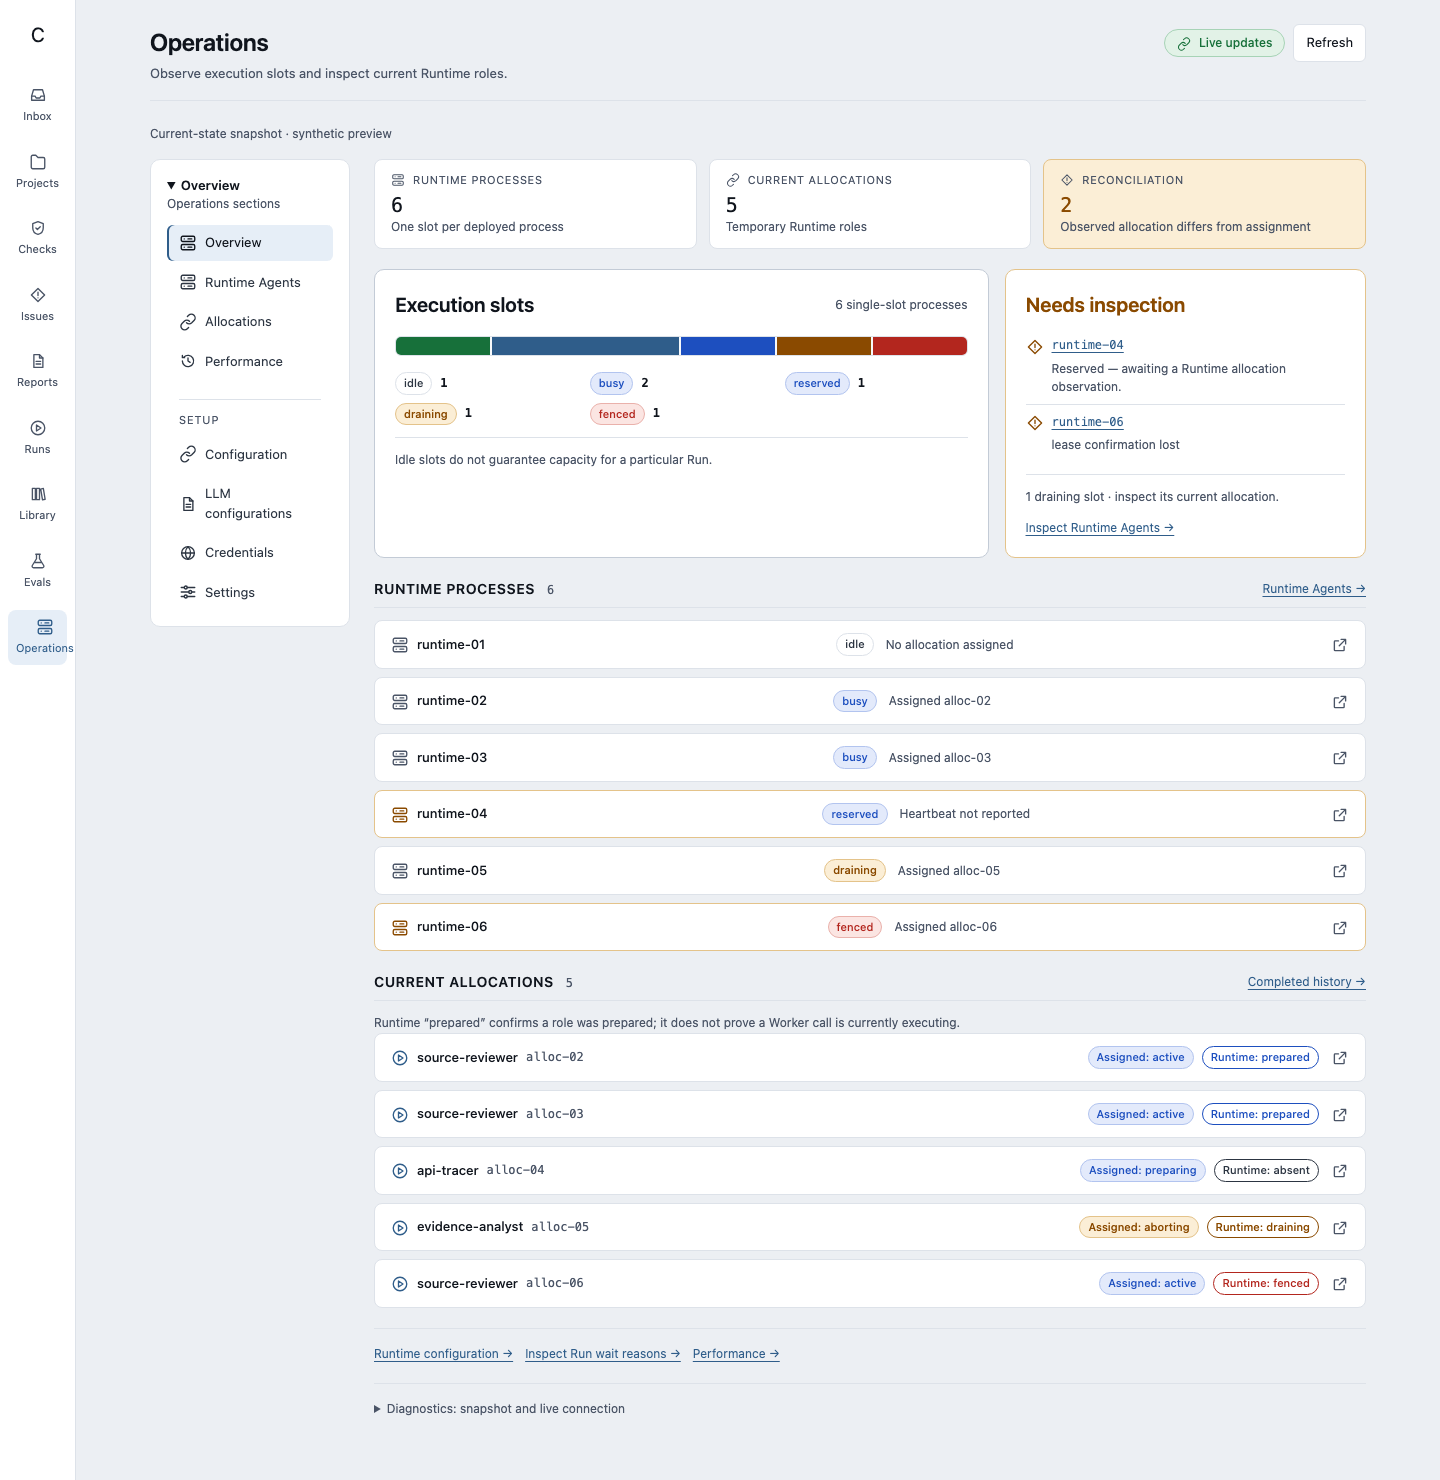 C
Inbox
Projects
Checks
Issues
Reports
Runs
Library
Evals
Operations
Operations
Observe execution slots and inspect current Runtime roles.
Live updates
Refresh
Current-state snapshot · synthetic preview
▼ Overview
Operations sections
Overview
Runtime Agents
Allocations
Performance
SETUP
Configuration
LLM
configurations
Credentials
Settings
RUNTIME PROCESSES
6
One slot per deployed process
CURRENT ALLOCATIONS
5
Temporary Runtime roles
RECONCILIATION
2
Observed allocation differs from assignment
Execution slots
6 single-slot processes
idle 1
busy 2
reserved 1
draining 1
fenced 1
Idle slots do not guarantee capacity for a particular Run.
Needs inspection
runtime-04
Reserved — awaiting a Runtime allocation
observation.
runtime-06
lease confirmation lost
1 draining slot · inspect its current allocation.
Inspect Runtime Agents →
RUNTIME PROCESSES 6
Runtime Agents →
runtime-01 idle No allocation assigned
runtime-02 busy Assigned alloc-02
runtime-03 busy Assigned alloc-03
runtime-04 reserved Heartbeat not reported
runtime-05 draining Assigned alloc-05
runtime-06 fenced Assigned alloc-06
CURRENT ALLOCATIONS 5
Completed history →
Runtime “prepared” confirms a role was prepared; it does not prove a Worker call is currently executing.
source-reviewer alloc-02 Assigned: active Runtime: prepared
source-reviewer alloc-03 Assigned: active Runtime: prepared
api-tracer alloc-04 Assigned: preparing Runtime: absent
evidence-analyst alloc-05 Assigned: aborting Runtime: draining
source-reviewer alloc-06 Assigned: active Runtime: fenced
Runtime configuration → Inspect Run wait reasons → Performance →
▶ Diagnostics: snapshot and live connection